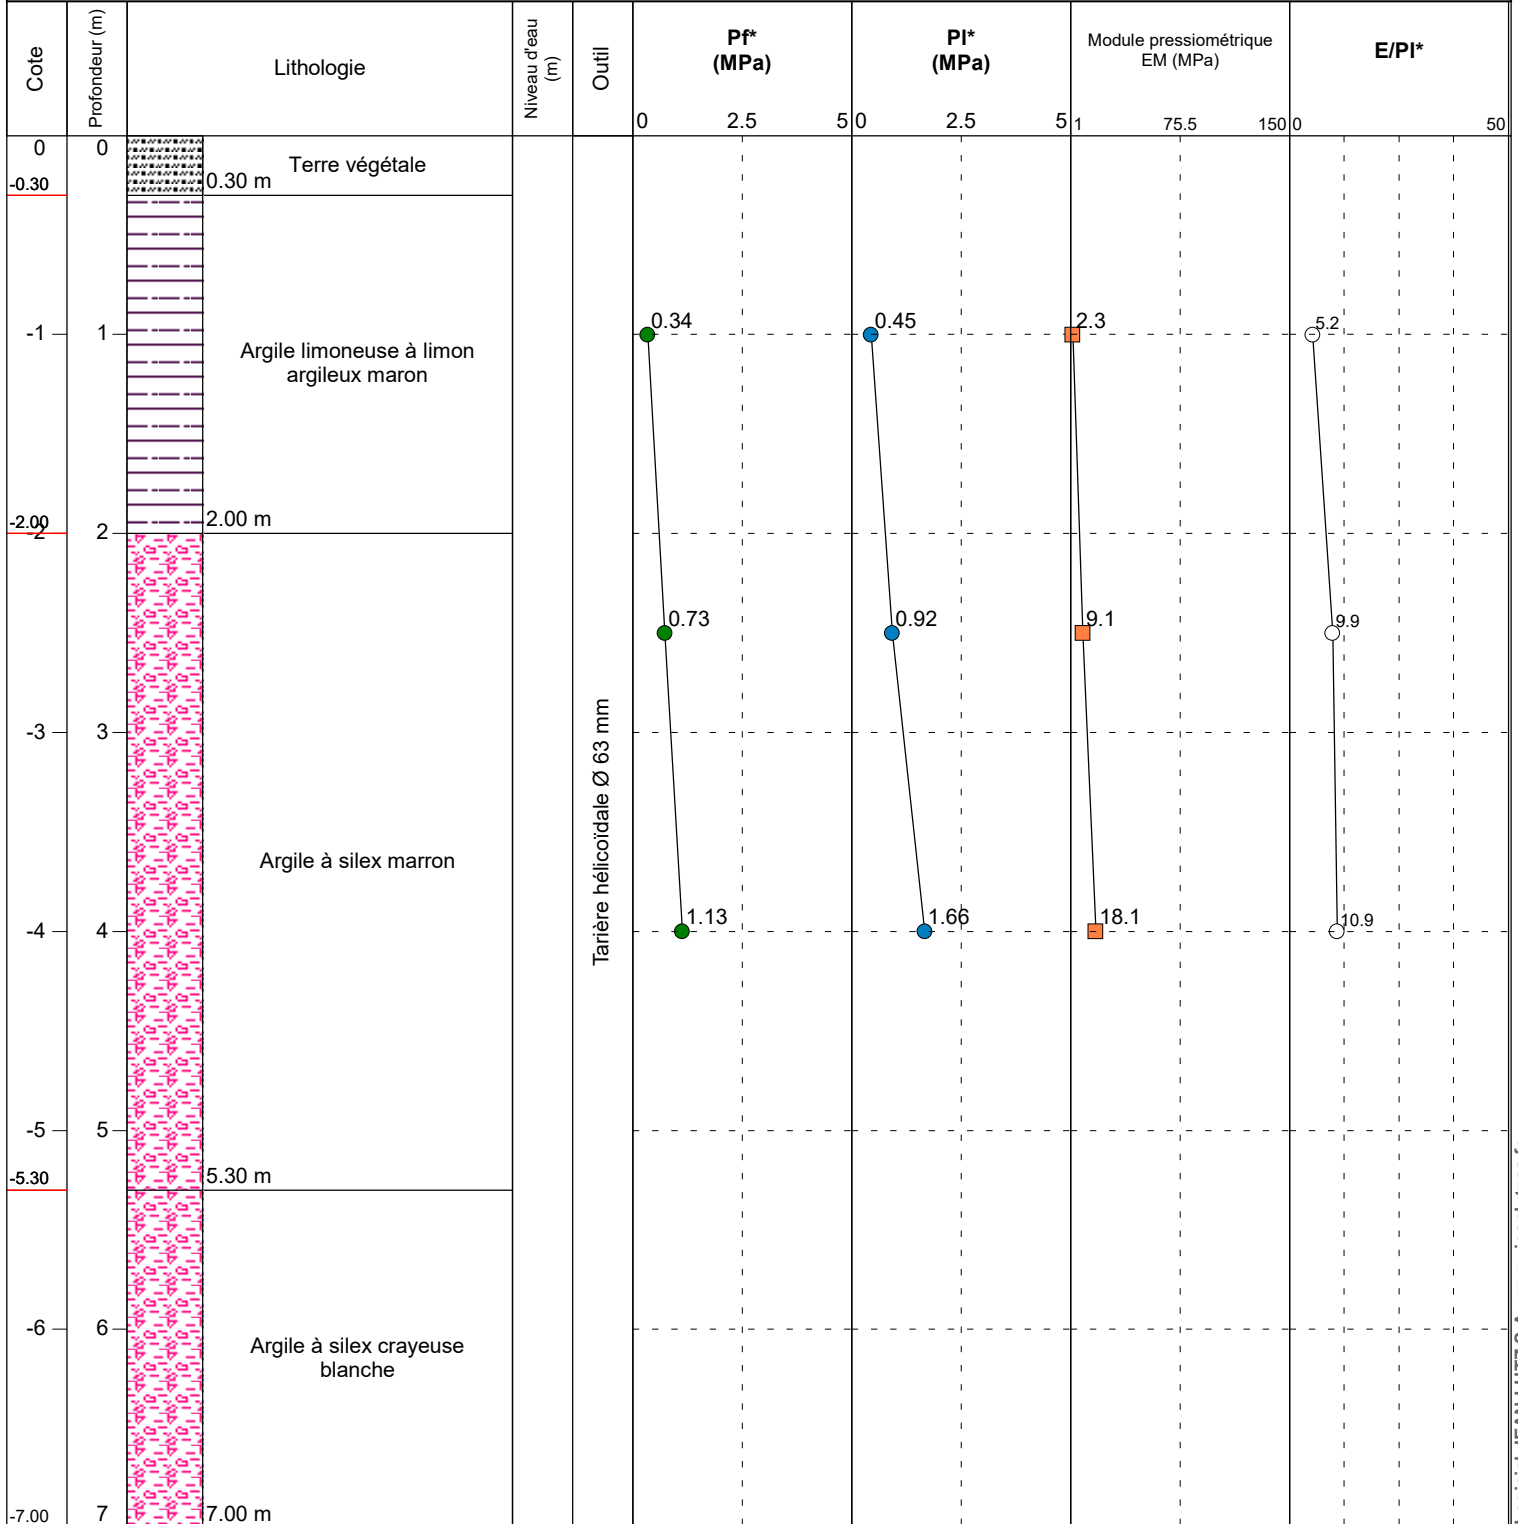 Cote
Profondeur (m)
Lithologie
Niveau d'eau
(m)
Outil
Pf*
(MPa)
Pl*
(MPa)
Module pressiométrique
EM (MPa)
E/Pl*
0 2.5 5
0 2.5 5
1 75.5 150
0 50
0 0
Terre végétale
-0.30 0.30 m
-1 1
0.34 0.45 2.3 5.2
Argile limoneuse à limon
argileux maron
-2.00 2.00 m
-2 2
0.73 0.92 9.1 9.9
Tarière hélicoïdale Ø 63 mm
-3 3
Argile à silex marron
1.13 1.66 18.1 10.9
-4 4
-5 5
-5.30 5.30 m
-6 6
Argile à silex crayeuse
blanche
-7.00 7 7.00 m
JEAN LUTZ S.A